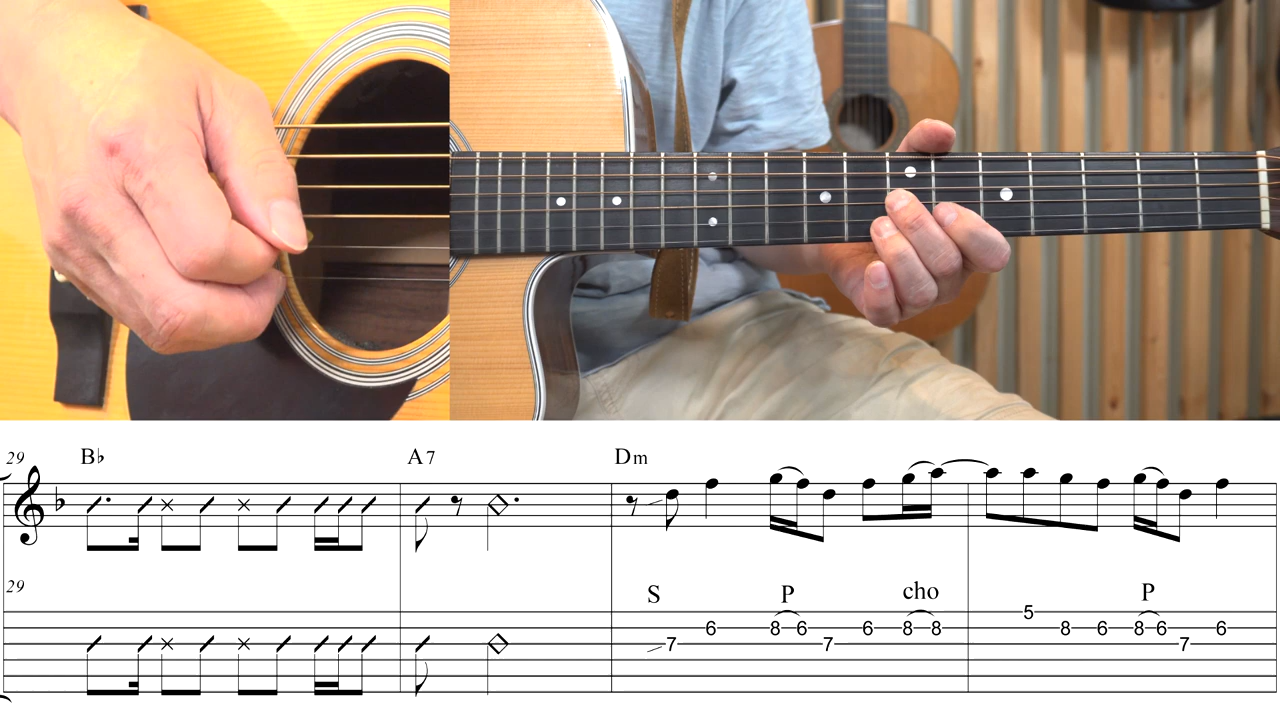 29 B♭ A7 Dm
29
S P cho P
5
6 8 6 6 8 8 8 6 8 6 6
7 7 7